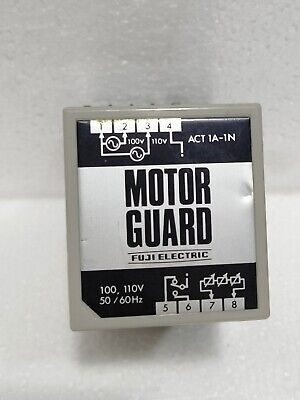 1 2 3 4
100V 110V
ACT 1A-1N
MOTOR
GUARD
FUJI ELECTRIC
100, 110V
50/60Hz
5 6 7 8